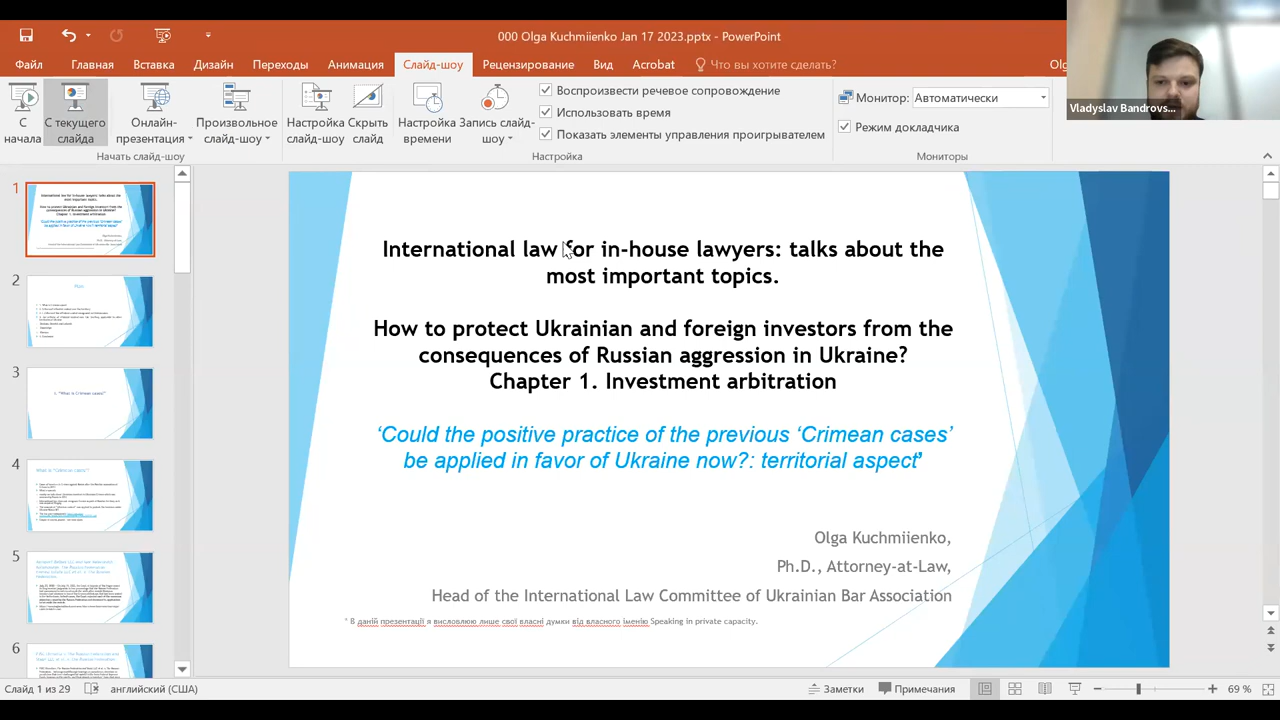 000 Olga Kuchmiienko Jan 17 2023.pptx - PowerPoint
Файл Главная Вставка Дизайн Переходы Анимация Слайд-шоу Рецензирование Вид Acrobat Что вы хотите сделать?
С начала
С текущего слайда
Онлайн-презентация
Произвольное слайд-шоу
Начать слайд-шоу
Настройка слайд-шоу
Скрыть слайд
Настройка времени
Запись слайд-шоу
Воспроизвести речевое сопровождение
Использовать время
Показать элементы управления проигрывателем
Настройка
Монитор: Автоматически
Режим докладчика
Мониторы
Vladyslav Bandrovs...
1
2
3
4
5
6
International law for in-house lawyers: talks about the
most important topics.
How to protect Ukrainian and foreign investors from the
consequences of Russian aggression in Ukraine?
Chapter 1. Investment arbitration
‘Could the positive practice of the previous ‘Crimean cases’
be applied in favor of Ukraine now?: territorial aspect’
Olga Kuchmiienko,
Ph.D., Attorney-at-Law,
Head of the International Law Committee of Ukrainian Bar Association
* В даній презентації я висловлюю лише свої власні думки від власного імені Speaking in private capacity.
Слайд 1 из 29 английский (США) Заметки Примечания 69 %